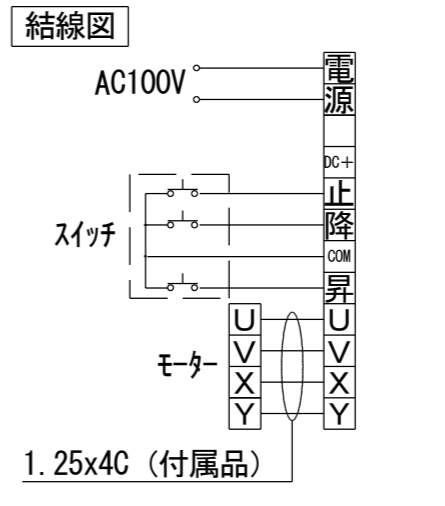 結線図
AC100V
電
源
DC+
止
降
COM
昇
スイッチ
U U
V V
X X
Y Y
モーター
1.25x4C (付属品)